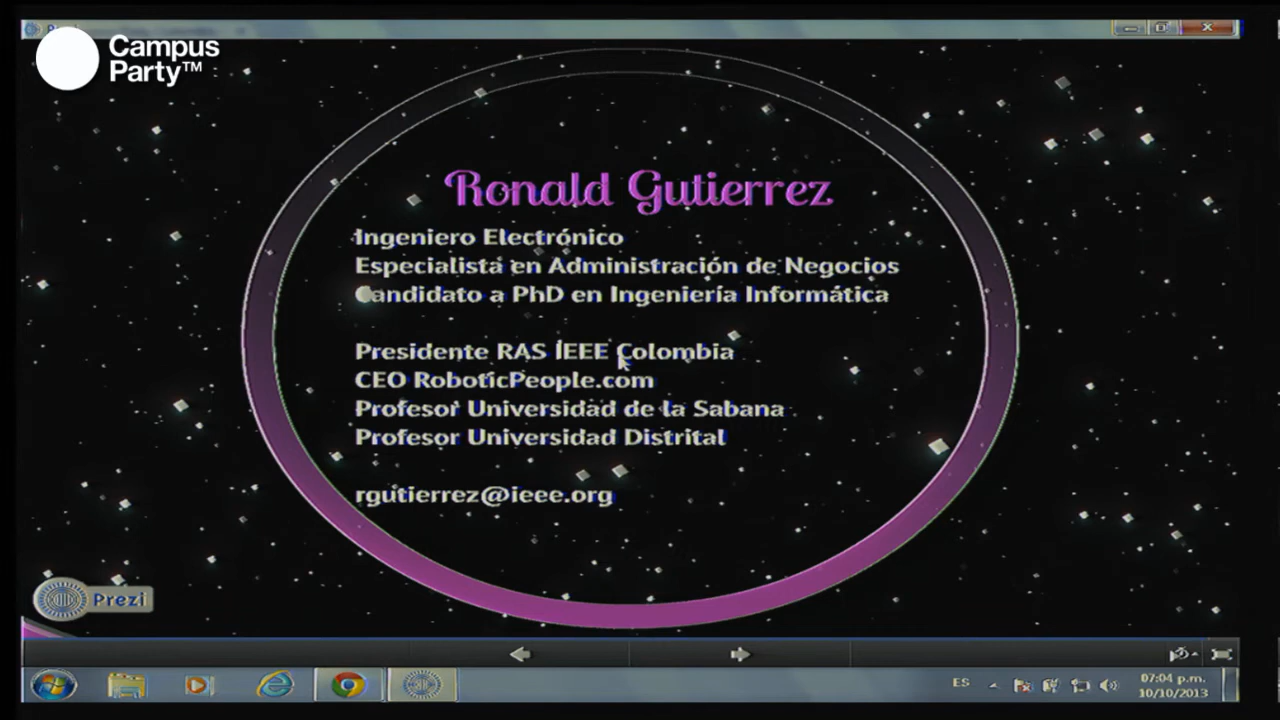 Campus
Party™
Ronald Gutierrez
Ingeniero Electrónico
Especialista en Administración de Negocios
Candidato a PhD en Ingeniería Informática
Presidente RAS IEEE Colombia
CEO RoboticPeople.com
Profesor Universidad de la Sabana
Profesor Universidad Distrital
rgutierrez@ieee.org
Prezi
ES
07:04 p.m.
10/10/2013